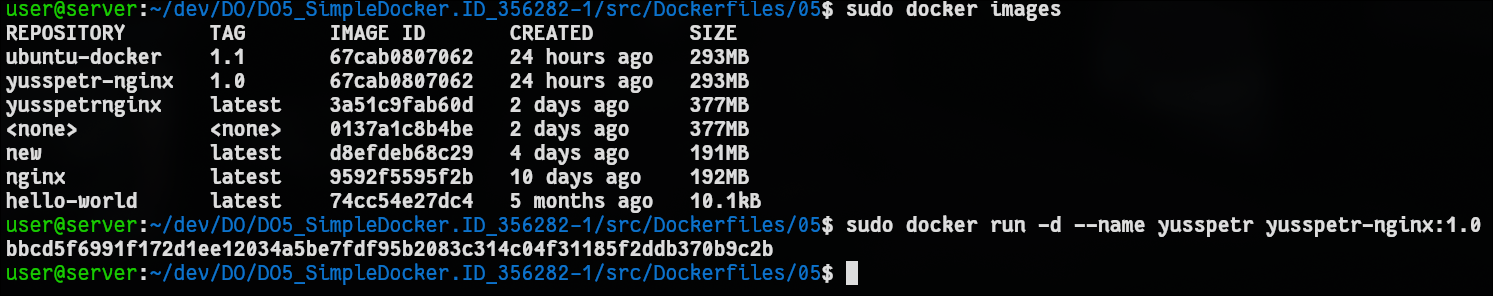 user@server:~/dev/DO/DO5_SimpleDocker.ID_356282-1/src/Dockerfiles/05$ sudo docker images
REPOSITORY TAG IMAGE ID CREATED SIZE
ubuntu-docker 1.1 67cab0807062 24 hours ago 293MB
yusspetr-nginx 1.0 67cab0807062 24 hours ago 293MB
yusspetrnginx latest 3a51c9fab60d 2 days ago 377MB
<none> <none> 0137a1c8b4be 2 days ago 377MB
new latest d8efdeb68c29 4 days ago 191MB
nginx latest 9592f5595f2b 10 days ago 192MB
hello-world latest 74cc54e27dc4 5 months ago 10.1kB
user@server:~/dev/DO/DO5_SimpleDocker.ID_356282-1/src/Dockerfiles/05$ sudo docker run -d --name yusspetr yusspetr-nginx:1.0
bbcd5f6991f172d1ee12034a5be7fdf95b2083c314c04f31185f2ddb370b9c2b
user@server:~/dev/DO/DO5_SimpleDocker.ID_356282-1/src/Dockerfiles/05$